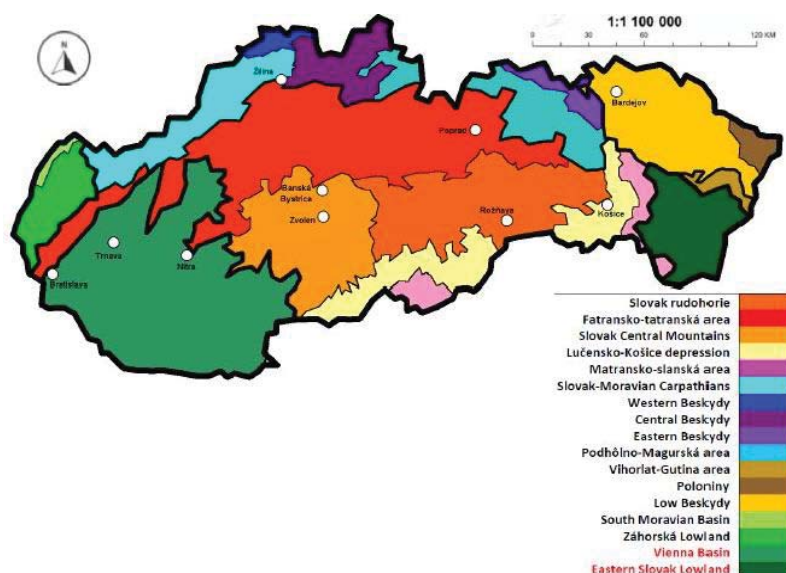 1:1 100 000
N
0 30 60 120 KM
Žilina
Bardejov
Poprad
Banská
Bystrica
Zvolen
Rožňava
Košice
Trnava
Nitra
Bratislava
Slovak rudohorie
Fatransko-tatranská area
Slovak Central Mountains
Lučensko-Košice depression
Matransko-slanská area
Slovak-Moravian Carpathians
Western Beskydy
Central Beskydy
Eastern Beskydy
Podhôlno-Magurská area
Vihorlat-Gutina area
Poloniny
Low Beskydy
South Moravian Basin
Záhorská Lowland
Vienna Basin
Eastern Slovak Lowland